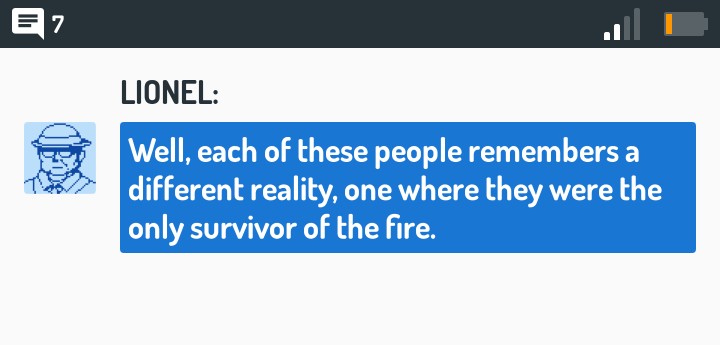 7
LIONEL:
Well, each of these people remembers a
different reality, one where they were the
only survivor of the fire.